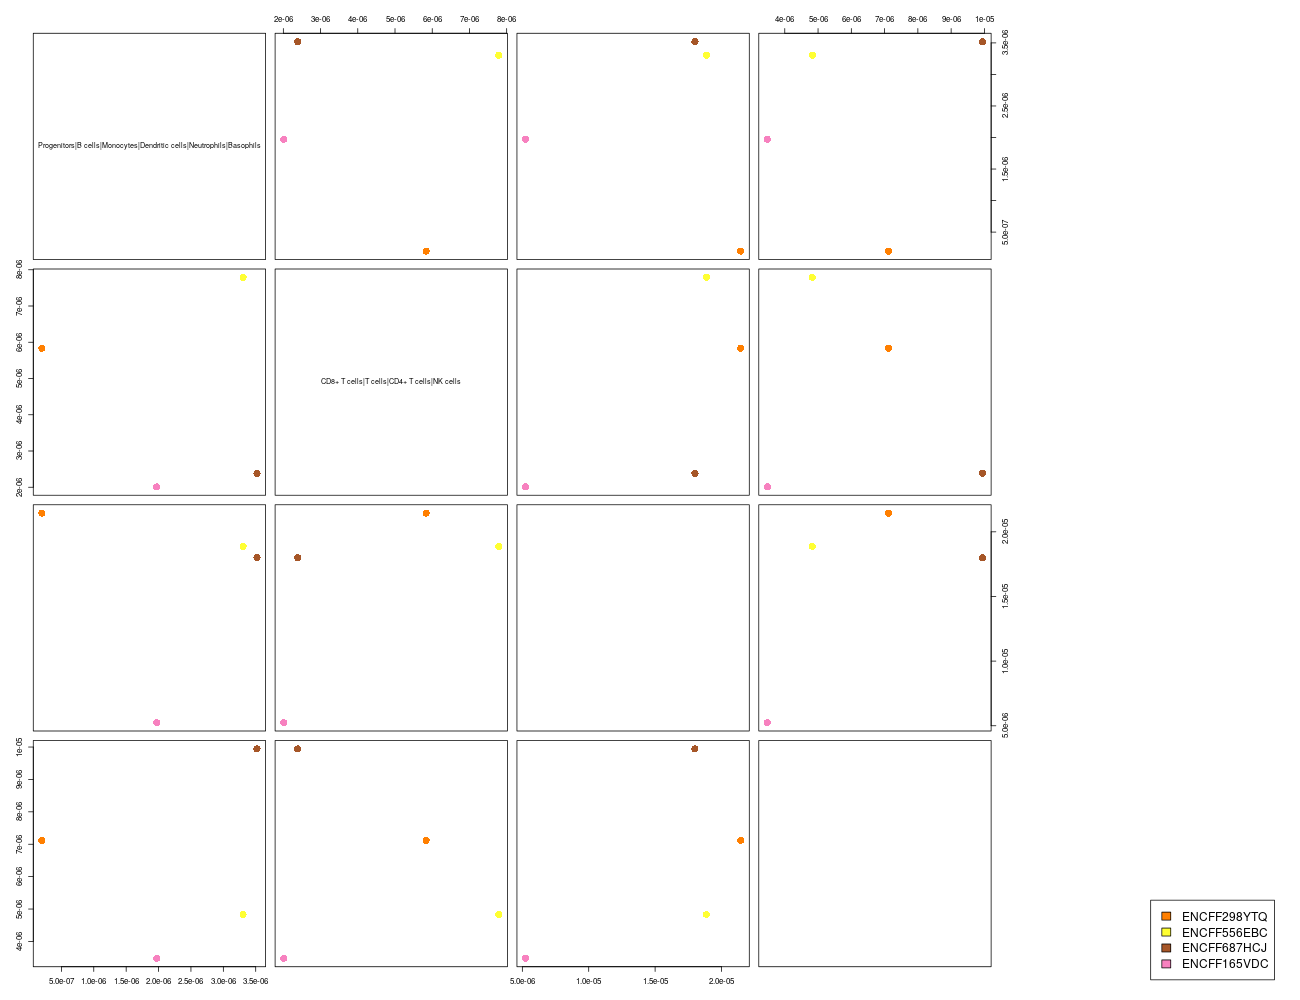 2e-06 3e-06 4e-06 5e-06 6e-06 7e-06 8e-06
4e-06 5e-06 6e-06 7e-06 8e-06 9e-06 1e-05
Progenitors|B cells|Monocytes|Dendritic cells|Neutrophils|Basophils
5.0e-07 1.5e-06 2.5e-06 3.5e-06
2e-06 3e-06 4e-06 5e-06 6e-06 7e-06 8e-06
CD8+ T cells|T cells|CD4+ T cells|NK cells
5.0e-06 1.0e-05 1.5e-05 2.0e-05
4e-06 5e-06 6e-06 7e-06 8e-06 9e-06 1e-05
5.0e-07 1.0e-06 1.5e-06 2.0e-06 2.5e-06 3.0e-06 3.5e-06
5.0e-06 1.0e-05 1.5e-05 2.0e-05
ENCFF298YTQ
ENCFF556EBC
ENCFF687HCJ
ENCFF165VDC